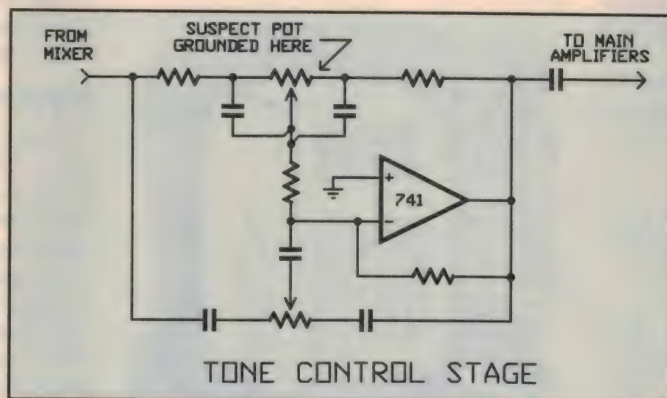 FROM
MIXER
SUSPECT POT
GROUNDED HERE
TO MAIN
AMPLIFIERS
+
741
−
TONE CONTROL STAGE